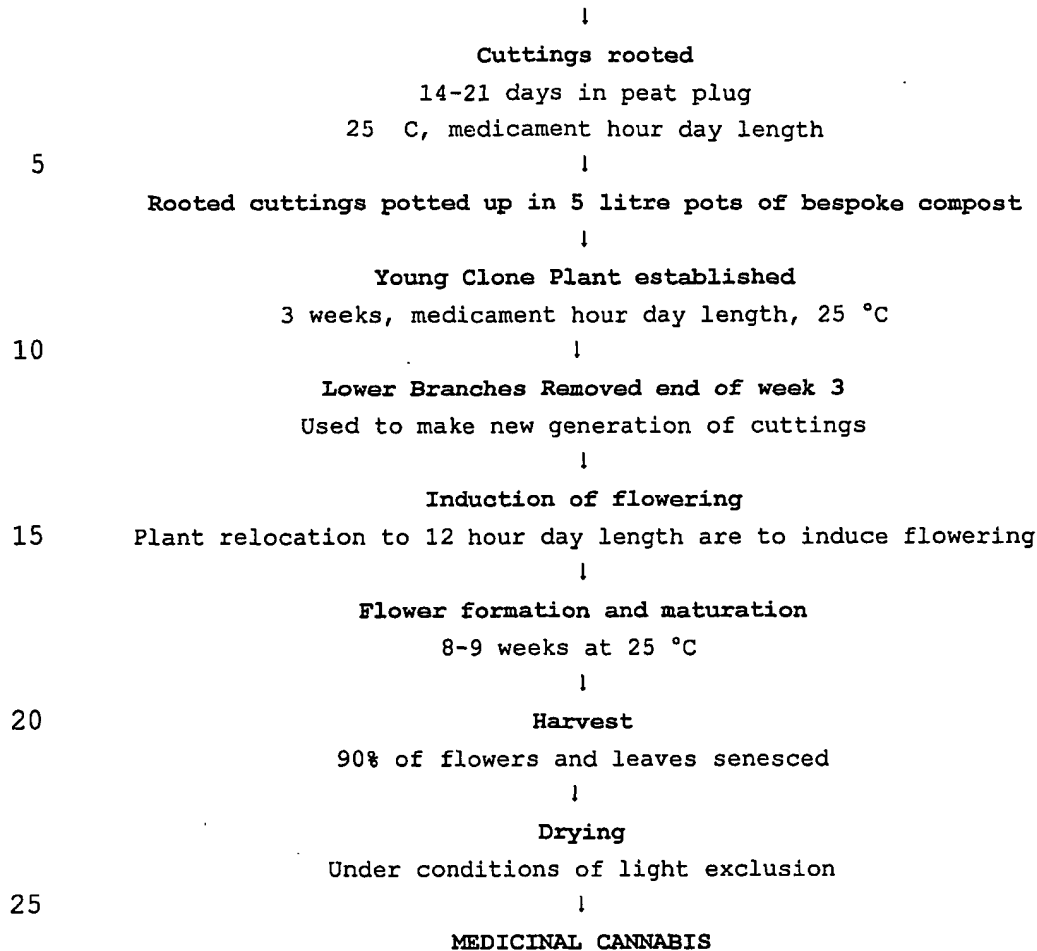 ↓
Cuttings rooted
14-21 days in peat plug
25 C, medicament hour day length
5 ↓
Rooted cuttings potted up in 5 litre pots of bespoke compost
↓
Young Clone Plant established
3 weeks, medicament hour day length, 25 °C
10 ↓
Lower Branches Removed end of week 3
Used to make new generation of cuttings
↓
Induction of flowering
15 Plant relocation to 12 hour day length are to induce flowering
↓
Flower formation and maturation
8-9 weeks at 25 °C
↓
20 Harvest
90% of flowers and leaves senesced
↓
Drying
Under conditions of light exclusion
25 ↓
MEDICINAL CANNABIS